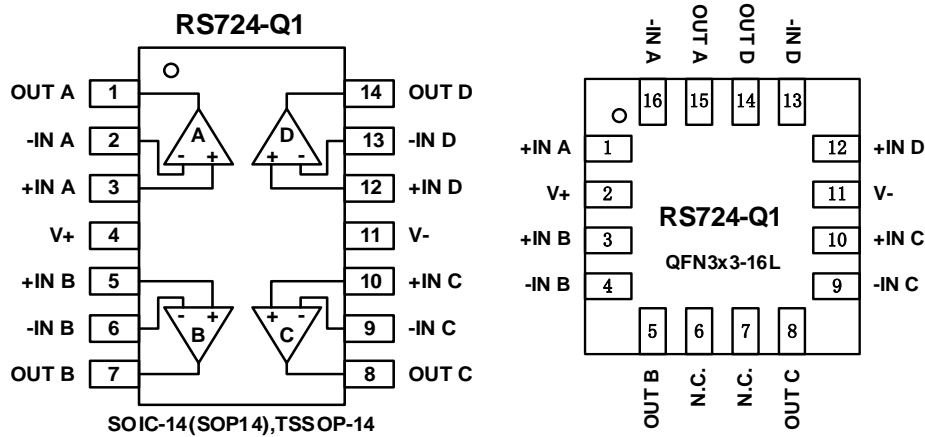 RS724-Q1
OUT A 1 14 OUT D
-IN A 2 13 -IN D
+IN A 3 12 +IN D
V+ 4 11 V-
+IN B 5 10 +IN C
-IN B 6 9 -IN C
OUT B 7 8 OUT C
A - +
D + -
B + -
C + -
SOIC-14(SOP14),TSSOP-14
-IN A OUT A OUT D -IN D
16 15 14 13
+IN A 1 12 +IN D
V+ 2 11 V-
+IN B 3 10 +IN C
-IN B 4 9 -IN C
RS724-Q1
QFN3x3-16L
5 6 7 8
OUT B N.C. N.C. OUT C